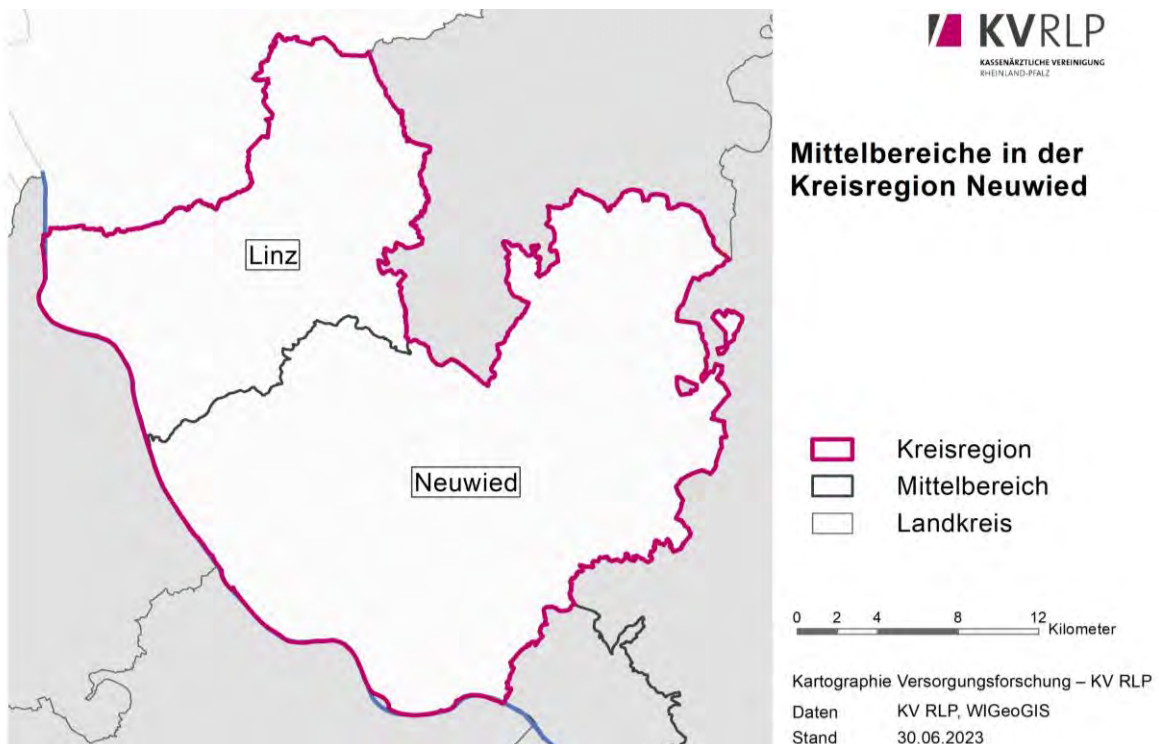 KVRLP
KASSENÄRZTLICHE VEREINIGUNG
RHEINLAND-PFALZ
Mittelbereiche in der
Kreisregion Neuwied
Linz
Neuwied
Kreisregion
Mittelbereich
Landkreis
0 2 4 8 12 Kilometer
Kartographie Versorgungsforschung – KV RLP
Daten KV RLP, WIGeoGIS
Stand 30.06.2023